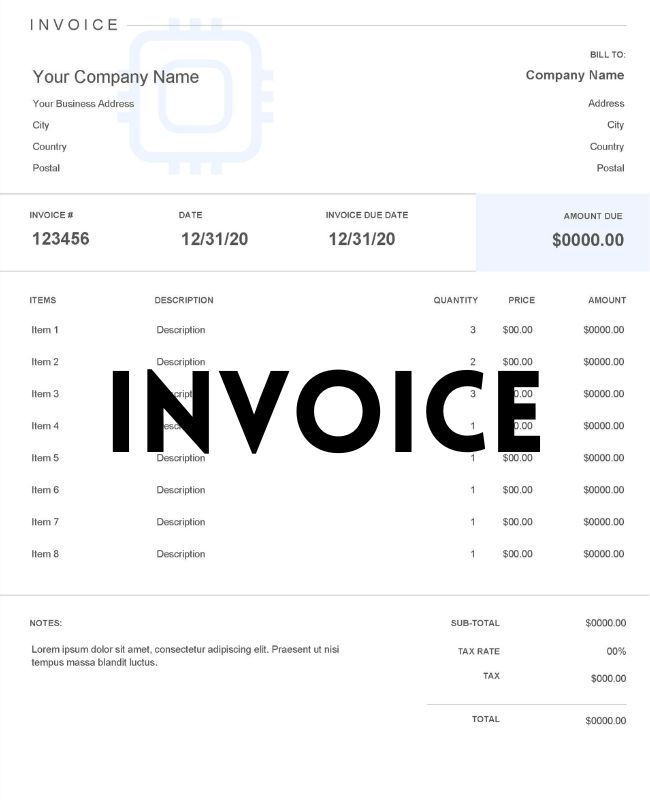 INVOICE
BILL TO:
Your Company Name Company Name
Your Business Address Address
City City
Country Country
Postal Postal
INVOICE # DATE INVOICE DUE DATE AMOUNT DUE
123456 12/31/20 12/31/20 $0000.00
ITEMS DESCRIPTION QUANTITY PRICE AMOUNT
Item 1 Description 3 $00.00 $0000.00
Item 2 Description 2 $00.00 $0000.00
Item 3 3 $0000.00
Item 4 1 $0000.00
INVOICE
Item 5 Description 1 $00.00 $0000.00
Item 6 Description 1 $00.00 $0000.00
Item 7 Description 1 $00.00 $0000.00
Item 8 Description 1 $00.00 $0000.00
NOTES: SUB-TOTAL $0000.00
Lorem ipsum dolor sit amet, consectetur adipiscing elit. Praesent ut nisi
tempus massa blandit luctus.
TAX RATE 00%
TAX $000.00
TOTAL $0000.00